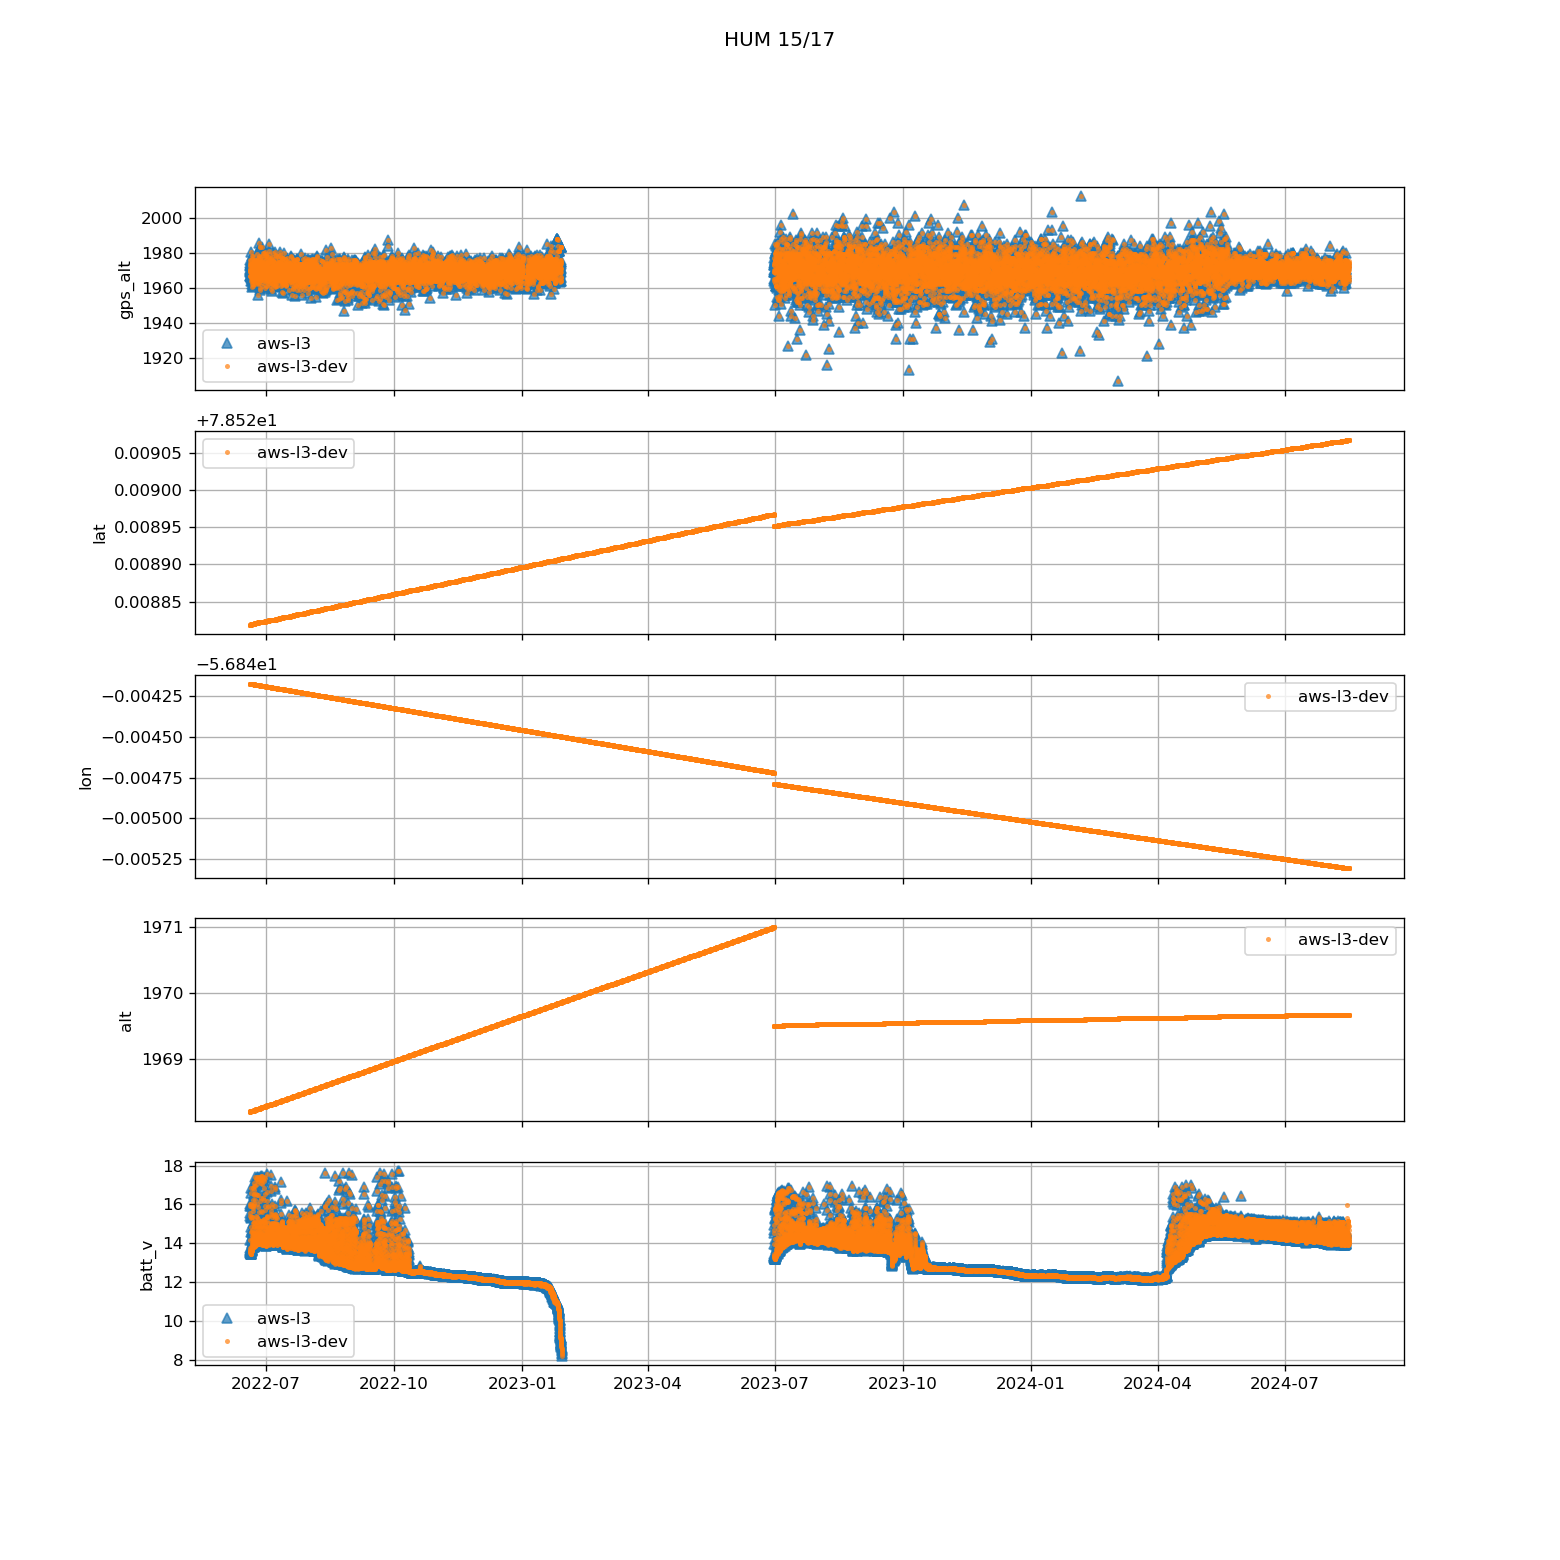 HUM 15/17
2000
1980
1960
1940
1920
gps_alt
aws-l3
aws-l3-dev
+7.852e1
0.00905
0.00900
0.00895
0.00890
0.00885
lat
aws-l3-dev
−5.684e1
−0.00425
−0.00450
−0.00475
−0.00500
−0.00525
lon
aws-l3-dev
1971
1970
1969
alt
aws-l3-dev
18
16
14
12
10
8
batt_v
aws-l3
aws-l3-dev
2022-07 2022-10 2023-01 2023-04 2023-07 2023-10 2024-01 2024-04 2024-07